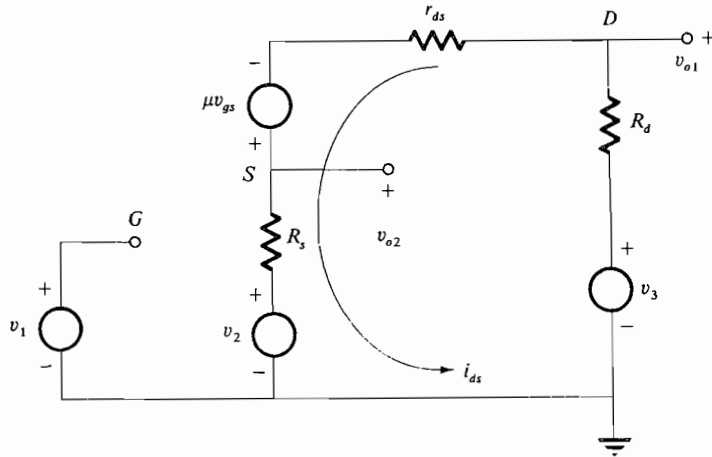 r_ds
D
+
v_o1
−
μv_gs
+
R_d
S
+
G
R_s
v_o2
+
v_1
−
+
v_2
−
+
v_3
−
i_ds